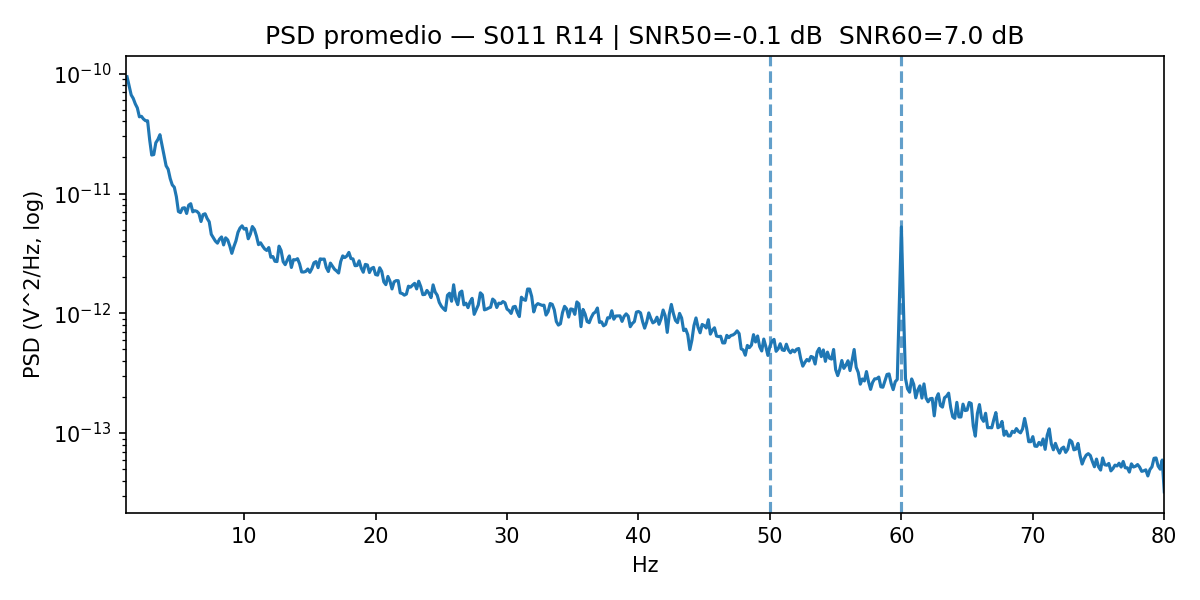 PSD promedio — S011 R14 | SNR50=-0.1 dB  SNR60=7.0 dB
PSD (V^2/Hz, log)
10⁻¹⁰
10⁻¹¹
10⁻¹²
10⁻¹³
10 20 30 40 50 60 70 80
Hz